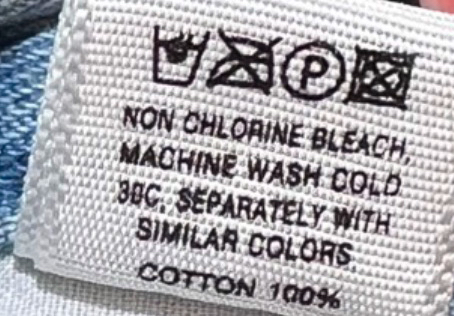 P
NON CHLORINE BLEACH,
MACHINE WASH COLD
30C, SEPARATELY WITH
SIMILAR COLORS
COTTON 100%